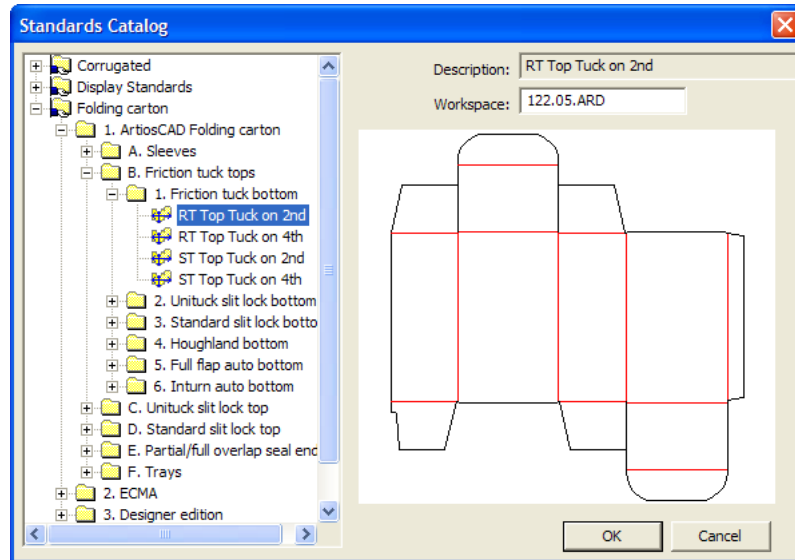 Standards Catalog
Corrugated
Display Standards
Folding carton
1. ArtiosCAD Folding carton
A. Sleeves
B. Friction tuck tops
1. Friction tuck bottom
RT Top Tuck on 2nd
RT Top Tuck on 4th
ST Top Tuck on 2nd
ST Top Tuck on 4th
2. Unituck slit lock bottom
3. Standard slit lock botto
4. Houghland bottom
5. Full flap auto bottom
6. Inturn auto bottom
C. Unituck slit lock top
D. Standard slit lock top
E. Partial/full overlap seal end
F. Trays
2. ECMA
3. Designer edition
Description: RT Top Tuck on 2nd
Workspace: 122.05.ARD
OK Cancel